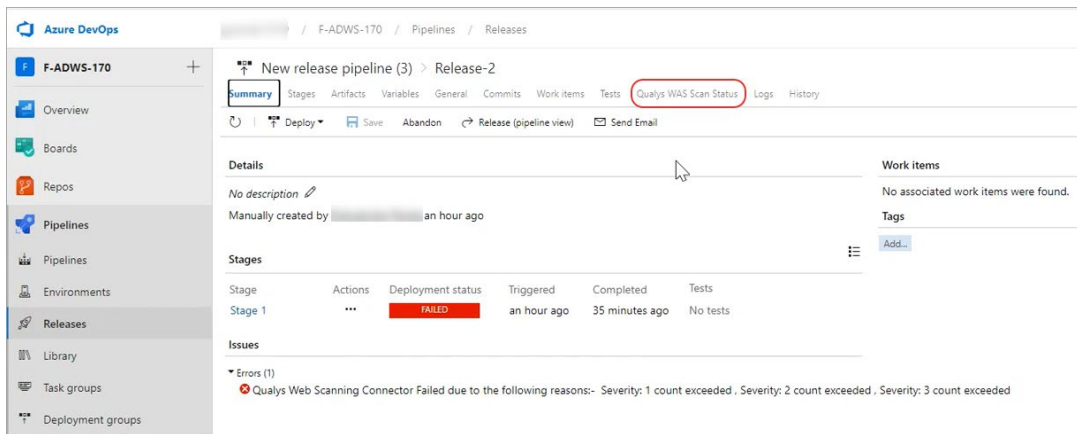 Azure DevOps
/ F-ADWS-170 / Pipelines / Releases
F F-ADWS-170
Overview
Boards
Repos
Pipelines
Pipelines
Environments
Releases
Library
Task groups
Deployment groups
New release pipeline (3) > Release-2
Summary Stages Artifacts Variables General Commits Work items Tests Qualys WAS Scan Status Logs History
Deploy Save Abandon Release (pipeline view) Send Email
Details
No description
Manually created by an hour ago
Work items
No associated work items were found.
Tags
Add...
Stages
Stage Actions Deployment status Triggered Completed Tests
Stage 1 ••• FAILED an hour ago 35 minutes ago No tests
Issues
Errors (1)
Qualys Web Scanning Connector Failed due to the following reasons:- Severity: 1 count exceeded , Severity: 2 count exceeded , Severity: 3 count exceeded